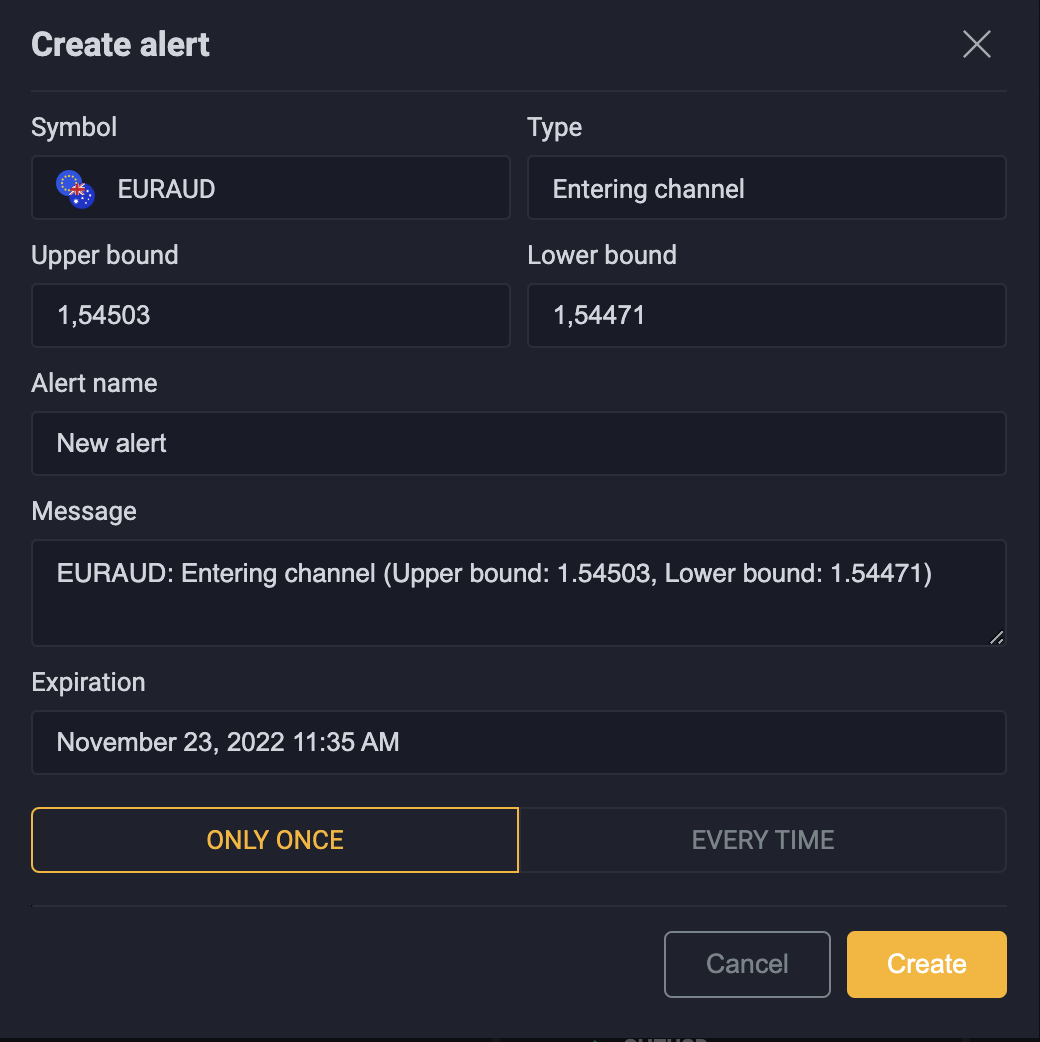 Create alert
Symbol Type
EURAUD Entering channel
Upper bound Lower bound
1,54503 1,54471
Alert name
New alert
Message
EURAUD: Entering channel (Upper bound: 1.54503, Lower bound: 1.54471)
Expiration
November 23, 2022 11:35 AM
ONLY ONCE EVERY TIME
Cancel Create